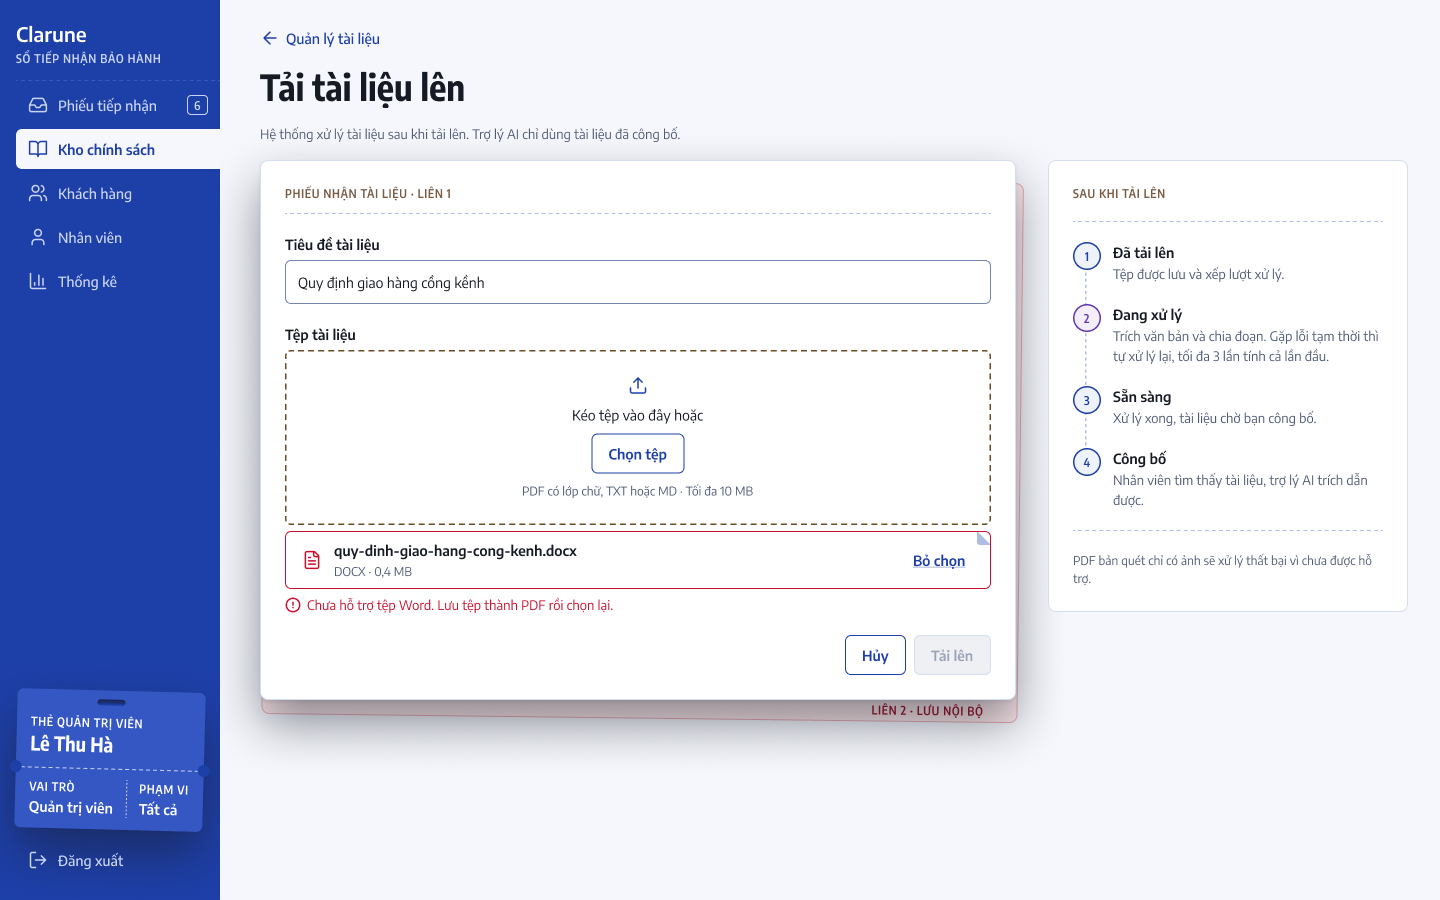 Clarune
SỔ TIẾP NHẬN BẢO HÀNH
Phiếu tiếp nhận 6
Kho chính sách
Khách hàng
Nhân viên
Thống kê
THẺ QUẢN TRỊ VIÊN
Lê Thu Hà
VAI TRÒ
Quản trị viên
PHẠM VI
Tất cả
Đăng xuất
Quản lý tài liệu
Tải tài liệu lên
Hệ thống xử lý tài liệu sau khi tải lên. Trợ lý AI chỉ dùng tài liệu đã công bố.
PHIẾU NHẬN TÀI LIỆU · LIÊN 1
Tiêu đề tài liệu
Quy định giao hàng cồng kềnh
Tệp tài liệu
Kéo tệp vào đây hoặc
Chọn tệp
PDF có lớp chữ, TXT hoặc MD · Tối đa 10 MB
quy-dinh-giao-hang-cong-kenh.docx
DOCX · 0,4 MB
Bỏ chọn
Chưa hỗ trợ tệp Word. Lưu tệp thành PDF rồi chọn lại.
Hủy
Tải lên
LIÊN 2 · LƯU NỘI BỘ
SAU KHI TẢI LÊN
1
Đã tải lên
Tệp được lưu và xếp lượt xử lý.
2
Đang xử lý
Trích văn bản và chia đoạn. Gặp lỗi tạm thời thì
tự xử lý lại, tối đa 3 lần tính cả lần đầu.
3
Sẵn sàng
Xử lý xong, tài liệu chờ bạn công bố.
4
Công bố
Nhân viên tìm thấy tài liệu, trợ lý AI trích dẫn
được.
PDF bản quét chỉ có ảnh sẽ xử lý thất bại vì chưa được hỗ
trợ.